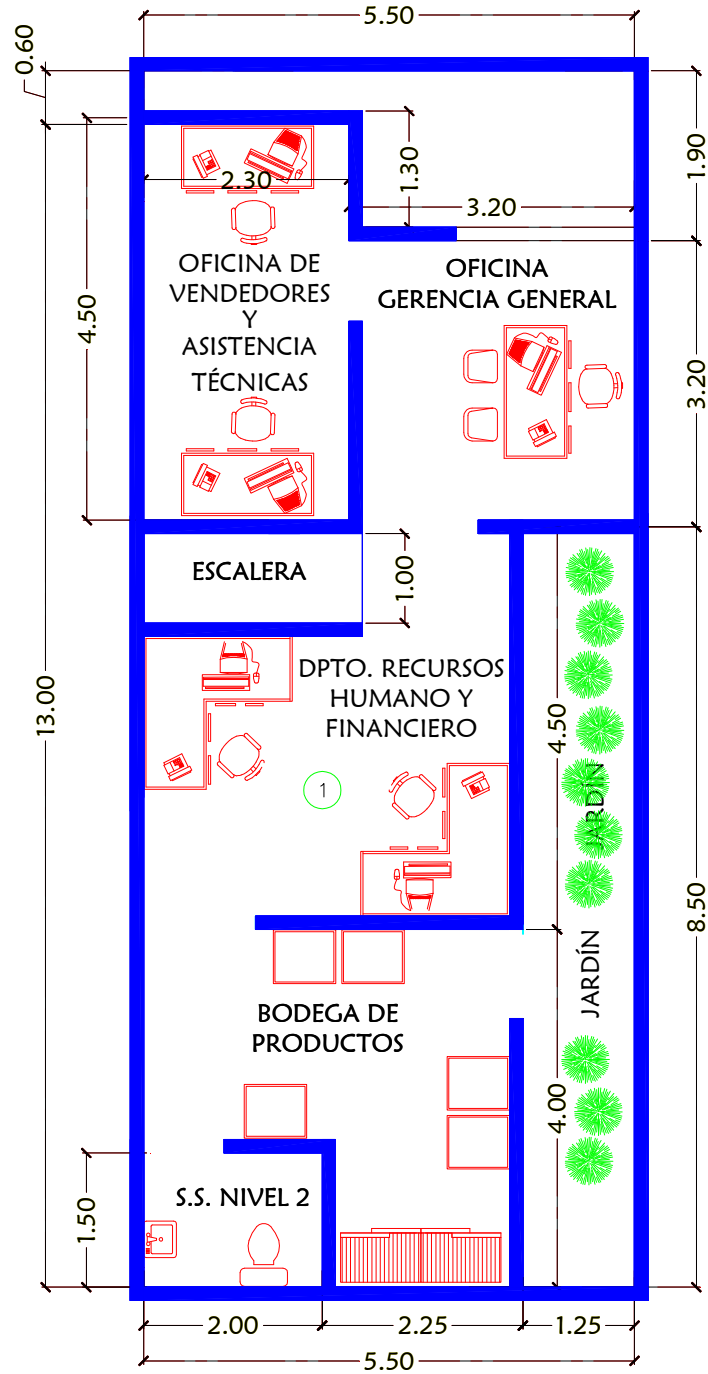 5.50
0.60
1.90
1.30
2.30
3.20
OFICINA DE
VENDEDORES
Y
ASISTENCIA
TÉCNICAS
OFICINA
GERENCIA GENERAL
4.50
3.20
ESCALERA
1.00
DPTO. RECURSOS
HUMANO Y
FINANCIERO
4.50
13.00
1
JARDÍN
8.50
JARDÍN
BODEGA DE
PRODUCTOS
4.00
S.S. NIVEL 2
1.50
2.00
2.25
1.25
5.50